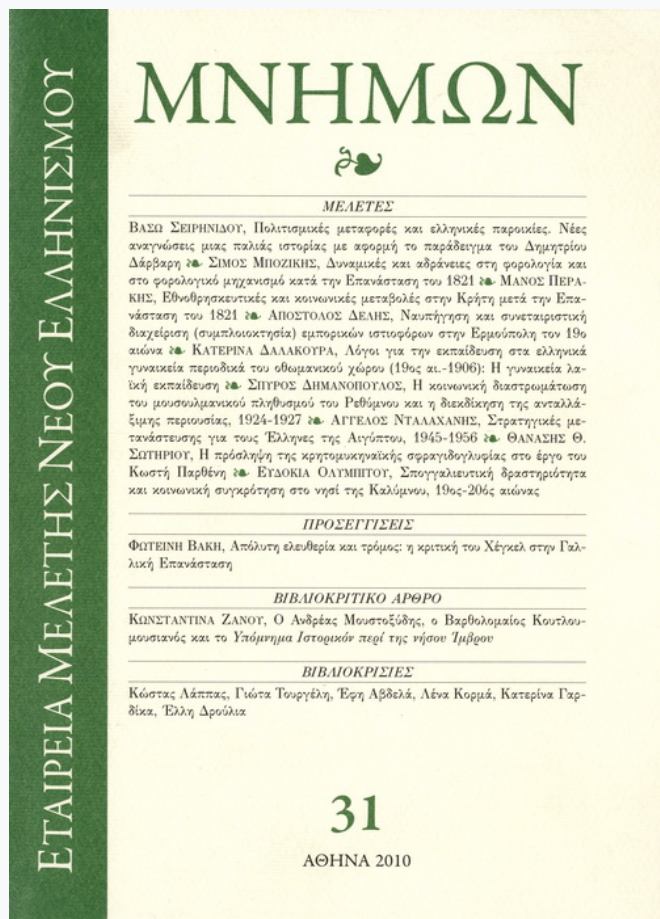 ΕΤΑΙΡΕΙΑ ΜΕΛΕΤΗΣ ΝΕΟΥ ΕΛΛΗΝΙΣΜΟΥ
ΜΝΗΜΩΝ
ΜΕΛΕΤΕΣ
ΒΑΣΩ ΣΕΙΡΗΝΙΔΟΥ, Πολιτισμικές μεταφορές και ελληνικές παροικίες. Νέες
αναγνώσεις μιας παλιάς ιστορίας με αφορμή το παράδειγμα του Δημητρίου
Δάρβαρη ❧ ΣΙΜΟΣ ΜΠΟΖΙΚΗΣ, Δυναμικές και αδράνειες στη φορολογία και
στο φορολογικό μηχανισμό κατά την Επανάσταση του 1821 ❧ ΜΑΝΟΣ ΠΕΡΑ-
ΚΗΣ, Εθνοθρησκευτικές και κοινωνικές μεταβολές στην Κρήτη μετά την Επα-
νάσταση του 1821 ❧ ΑΠΟΣΤΟΛΟΣ ΔΕΛΗΣ, Ναυπήγηση και συνεταιριστική
διαχείριση (συμπλοιοκτησία) εμπορικών ιστιοφόρων στην Ερμούπολη τον 19ο
αιώνα ❧ ΚΑΤΕΡΙΝΑ ΔΑΛΑΚΟΥΡΑ, Λόγοι για την εκπαίδευση στα ελληνικά
γυναικεία περιοδικά του οθωμανικού χώρου (19ος αι.-1906): Η γυναικεία λα-
ϊκή εκπαίδευση ❧ ΣΠΥΡΟΣ ΔΗΜΑΝΟΠΟΥΛΟΣ, Η κοινωνική διαστρωμάτωση
του μουσουλμανικού πληθυσμού του Ρεθύμνου και η διεκδίκηση της ανταλλά-
ξιμης περιουσίας, 1924-1927 ❧ ΑΓΓΕΛΟΣ ΝΤΑΛΑΧΑΝΗΣ, Στρατηγικές με-
τανάστευσης για τους Έλληνες της Αιγύπτου, 1945-1956 ❧ ΘΑΝΑΣΗΣ Θ.
ΣΩΤΗΡΙΟΥ, Η πρόσληψη της κρητομυκηναϊκής σφραγιδογλυφίας στο έργο του
Κωστή Παρθένη ❧ ΕΥΔΟΚΙΑ ΟΛΥΜΠΙΤΟΥ, Σπογγαλιευτική δραστηριότητα
και κοινωνική συγκρότηση στο νησί της Καλύμνου, 19ος-20ός αιώνας
ΠΡΟΣΕΓΓΙΣΕΙΣ
ΦΩΤΕΙΝΗ ΒΑΚΗ, Απόλυτη ελευθερία και τρόμος: η κριτική του Χέγκελ στην Γαλ-
λική Επανάσταση
ΒΙΒΛΙΟΚΡΙΤΙΚΟ ΑΡΘΡΟ
ΚΩΝΣΤΑΝΤΙΝΑ ΖΑΝΟΥ, Ο Ανδρέας Μουστοξύδης, ο Βαρθολομαίος Κουτλου-
μουσιανός και το Υπόμνημα Ιστορικόν περί της νήσου Ίμβρου
ΒΙΒΛΙΟΚΡΙΣΙΕΣ
Κώστας Λάππας, Γιώτα Τουργέλη, Έφη Αβδελά, Λένα Κορμά, Κατερίνα Γαρ-
δίκα, Έλλη Δρούλια
31
ΑΘΗΝΑ 2010